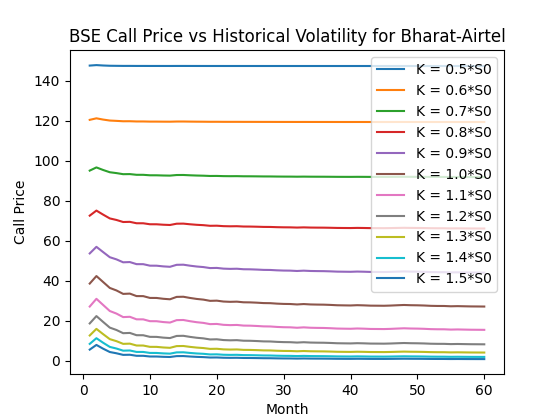 BSE Call Price vs Historical Volatility for Bharat-Airtel
Call Price
140
120
100
80
60
40
20
0
K = 0.5*S0
K = 0.6*S0
K = 0.7*S0
K = 0.8*S0
K = 0.9*S0
K = 1.0*S0
K = 1.1*S0
K = 1.2*S0
K = 1.3*S0
K = 1.4*S0
K = 1.5*S0
0 10 20 30 40 50 60
Month